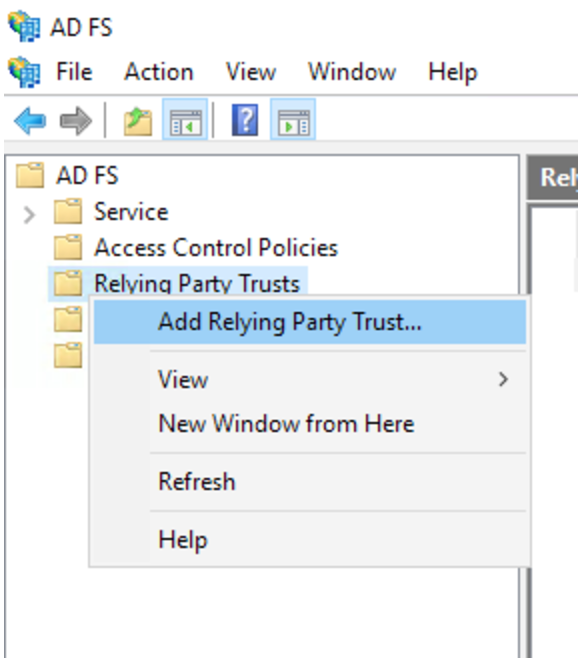 AD FS
File Action View Window Help
AD FS
Rel
Service
Access Control Policies
Relying Party Trusts
Add Relying Party Trust...
View
New Window from Here
Refresh
Help